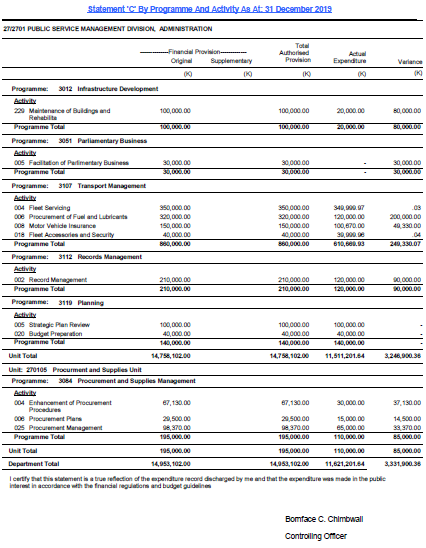 Statement 'C' By Programme And Activity As At: 31 December 2019
27/2701 PUBLIC SERVICE MANAGEMENT DIVISION, ADMINISTRATION
-------------Financial Provision------------- Total Authorised Provision Actual Expenditure Variance
Original Supplementary
(K) (K) (K) (K) (K)
Programme: 3012 Infrastructure Development
Activity
229 Maintenance of Buildings and Rehabilita 100,000.00 100,000.00 20,000.00 80,000.00
Programme Total 100,000.00 100,000.00 20,000.00 80,000.00
Programme: 3051 Parliamentary Business
Activity
005 Facilitation of Parlimentary Business 30,000.00 30,000.00 - 30,000.00
Programme Total 30,000.00 30,000.00 - 30,000.00
Programme: 3107 Transport Management
Activity
004 Fleet Servicing 350,000.00 350,000.00 349,999.97 .03
006 Procurement of Fuel and Lubricants 320,000.00 320,000.00 120,000.00 200,000.00
008 Motor Vehicle Insurance 150,000.00 150,000.00 100,670.00 49,330.00
018 Fleet Accessories and Security 40,000.00 40,000.00 39,999.96 .04
Programme Total 860,000.00 860,000.00 610,669.93 249,330.07
Programme: 3112 Records Management
Activity
002 Record Management 210,000.00 210,000.00 120,000.00 90,000.00
Programme Total 210,000.00 210,000.00 120,000.00 90,000.00
Programme: 3119 Planning
Activity
005 Strategic Plan Review 100,000.00 100,000.00 100,000.00 -
020 Budget Preparation 40,000.00 40,000.00 40,000.00 -
Programme Total 140,000.00 140,000.00 140,000.00 -
Unit Total 14,758,102.00 14,758,102.00 11,511,201.64 3,246,900.36
Unit: 270105 Procurment and Supplies Unit
Programme: 3084 Procurement and Supplies Management
Activity
004 Enhancement of Procurement Procedures 67,130.00 67,130.00 30,000.00 37,130.00
006 Procurement Plans 29,500.00 29,500.00 15,000.00 14,500.00
025 Procurement Management 98,370.00 98,370.00 65,000.00 33,370.00
Programme Total 195,000.00 195,000.00 110,000.00 85,000.00
Unit Total 195,000.00 195,000.00 110,000.00 85,000.00
Department Total 14,953,102.00 14,953,102.00 11,621,201.64 3,331,900.36
I certify that this statement is a true reflection of the expenditure record discharged by me and that the expenditure was made in the public
interest in accordance with the financial regulations and budget guidelines
Bornface C. Chimbwali
Controlling Officer